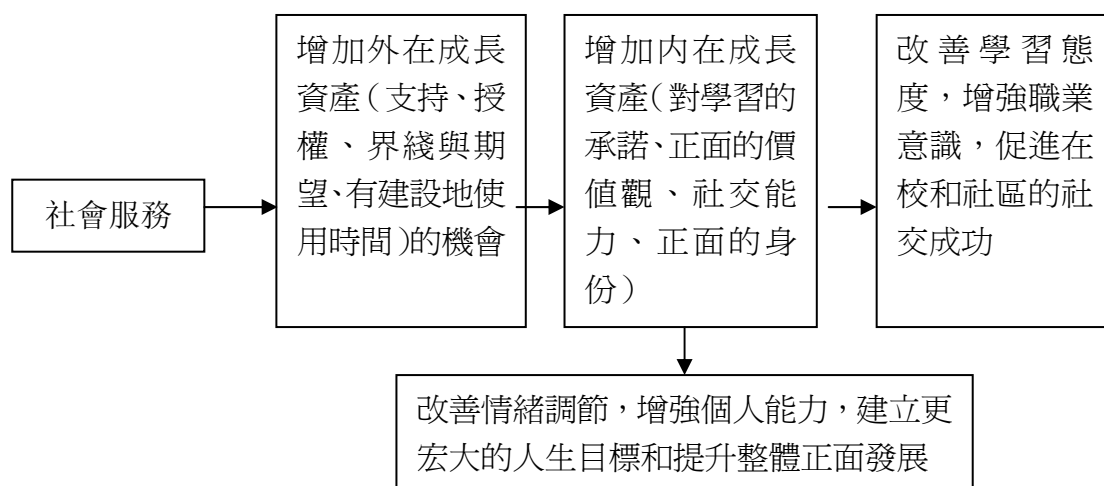 社會服務
增加外在成長
資產（支持、授
權、界綫與期
望、有建設地使
用時間）的機會
增加内在成長
資產（對學習的
承諾、正面的價
值觀、社交能
力、正面的身
份）
改善學習態
度，增強職業
意識，促進在
校和社區的社
交成功
改善情緒調節，增強個人能力，建立更
宏大的人生目標和提升整體正面發展